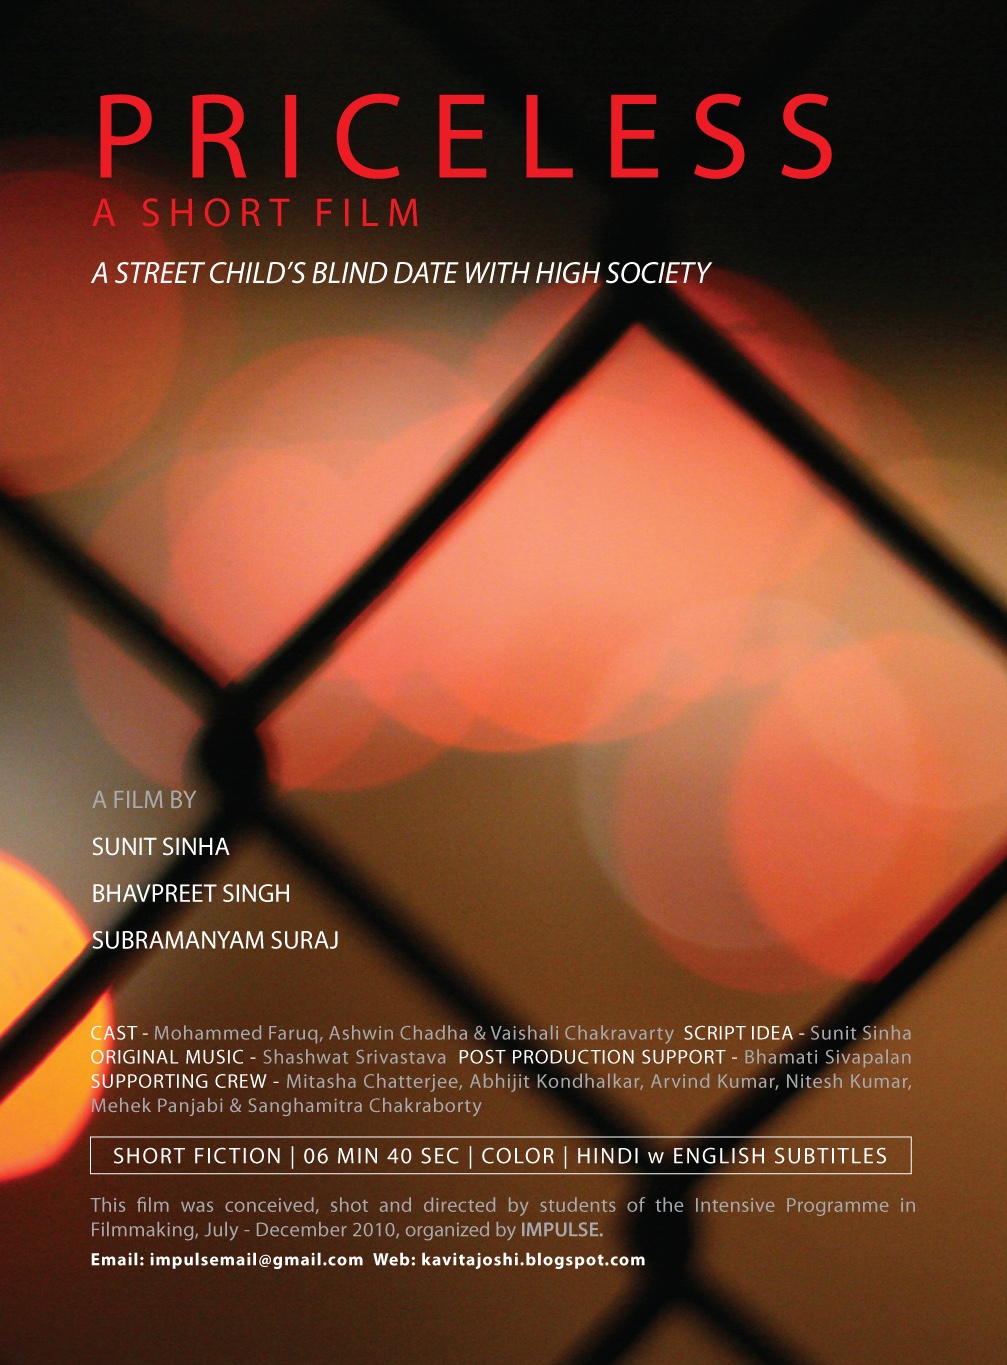 PRICELESS
A SHORT FILM
A STREET CHILD'S BLIND DATE WITH HIGH SOCIETY
A FILM BY
SUNIT SINHA
BHAVPREET SINGH
SUBRAMANYAM SURAJ
CAST - Mohammed Faruq, Ashwin Chadha & Vaishali Chakravarty SCRIPT IDEA - Sunit Sinha
ORIGINAL MUSIC - Shashwat Srivastava POST PRODUCTION SUPPORT - Bhamati Sivapalan
SUPPORTING CREW - Mitasha Chatterjee, Abhijit Kondhalkar, Arvind Kumar, Nitesh Kumar,
Mehek Panjabi & Sanghamitra Chakraborty
SHORT FICTION | 06 MIN 40 SEC | COLOR | HINDI w ENGLISH SUBTITLES
This film was conceived, shot and directed by students of the Intensive Programme in
Filmmaking, July - December 2010, organized by IMPULSE.
Email: impulsemail@gmail.com Web: kavitajoshi.blogspot.com